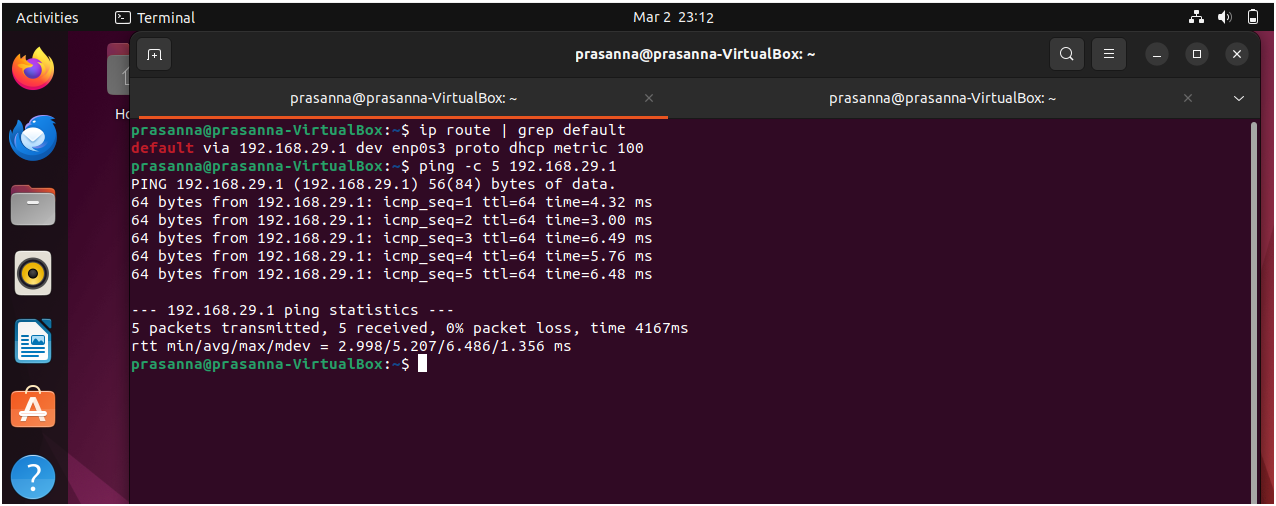 Activities Terminal Mar 2 23:12
prasanna@prasanna-VirtualBox: ~
prasanna@prasanna-VirtualBox: ~ prasanna@prasanna-VirtualBox: ~
Ho
prasanna@prasanna-VirtualBox:~$ ip route | grep default
default via 192.168.29.1 dev enp0s3 proto dhcp metric 100
prasanna@prasanna-VirtualBox:~$ ping -c 5 192.168.29.1
PING 192.168.29.1 (192.168.29.1) 56(84) bytes of data.
64 bytes from 192.168.29.1: icmp_seq=1 ttl=64 time=4.32 ms
64 bytes from 192.168.29.1: icmp_seq=2 ttl=64 time=3.00 ms
64 bytes from 192.168.29.1: icmp_seq=3 ttl=64 time=6.49 ms
64 bytes from 192.168.29.1: icmp_seq=4 ttl=64 time=5.76 ms
64 bytes from 192.168.29.1: icmp_seq=5 ttl=64 time=6.48 ms
--- 192.168.29.1 ping statistics ---
5 packets transmitted, 5 received, 0% packet loss, time 4167ms
rtt min/avg/max/mdev = 2.998/5.207/6.486/1.356 ms
prasanna@prasanna-VirtualBox:~$